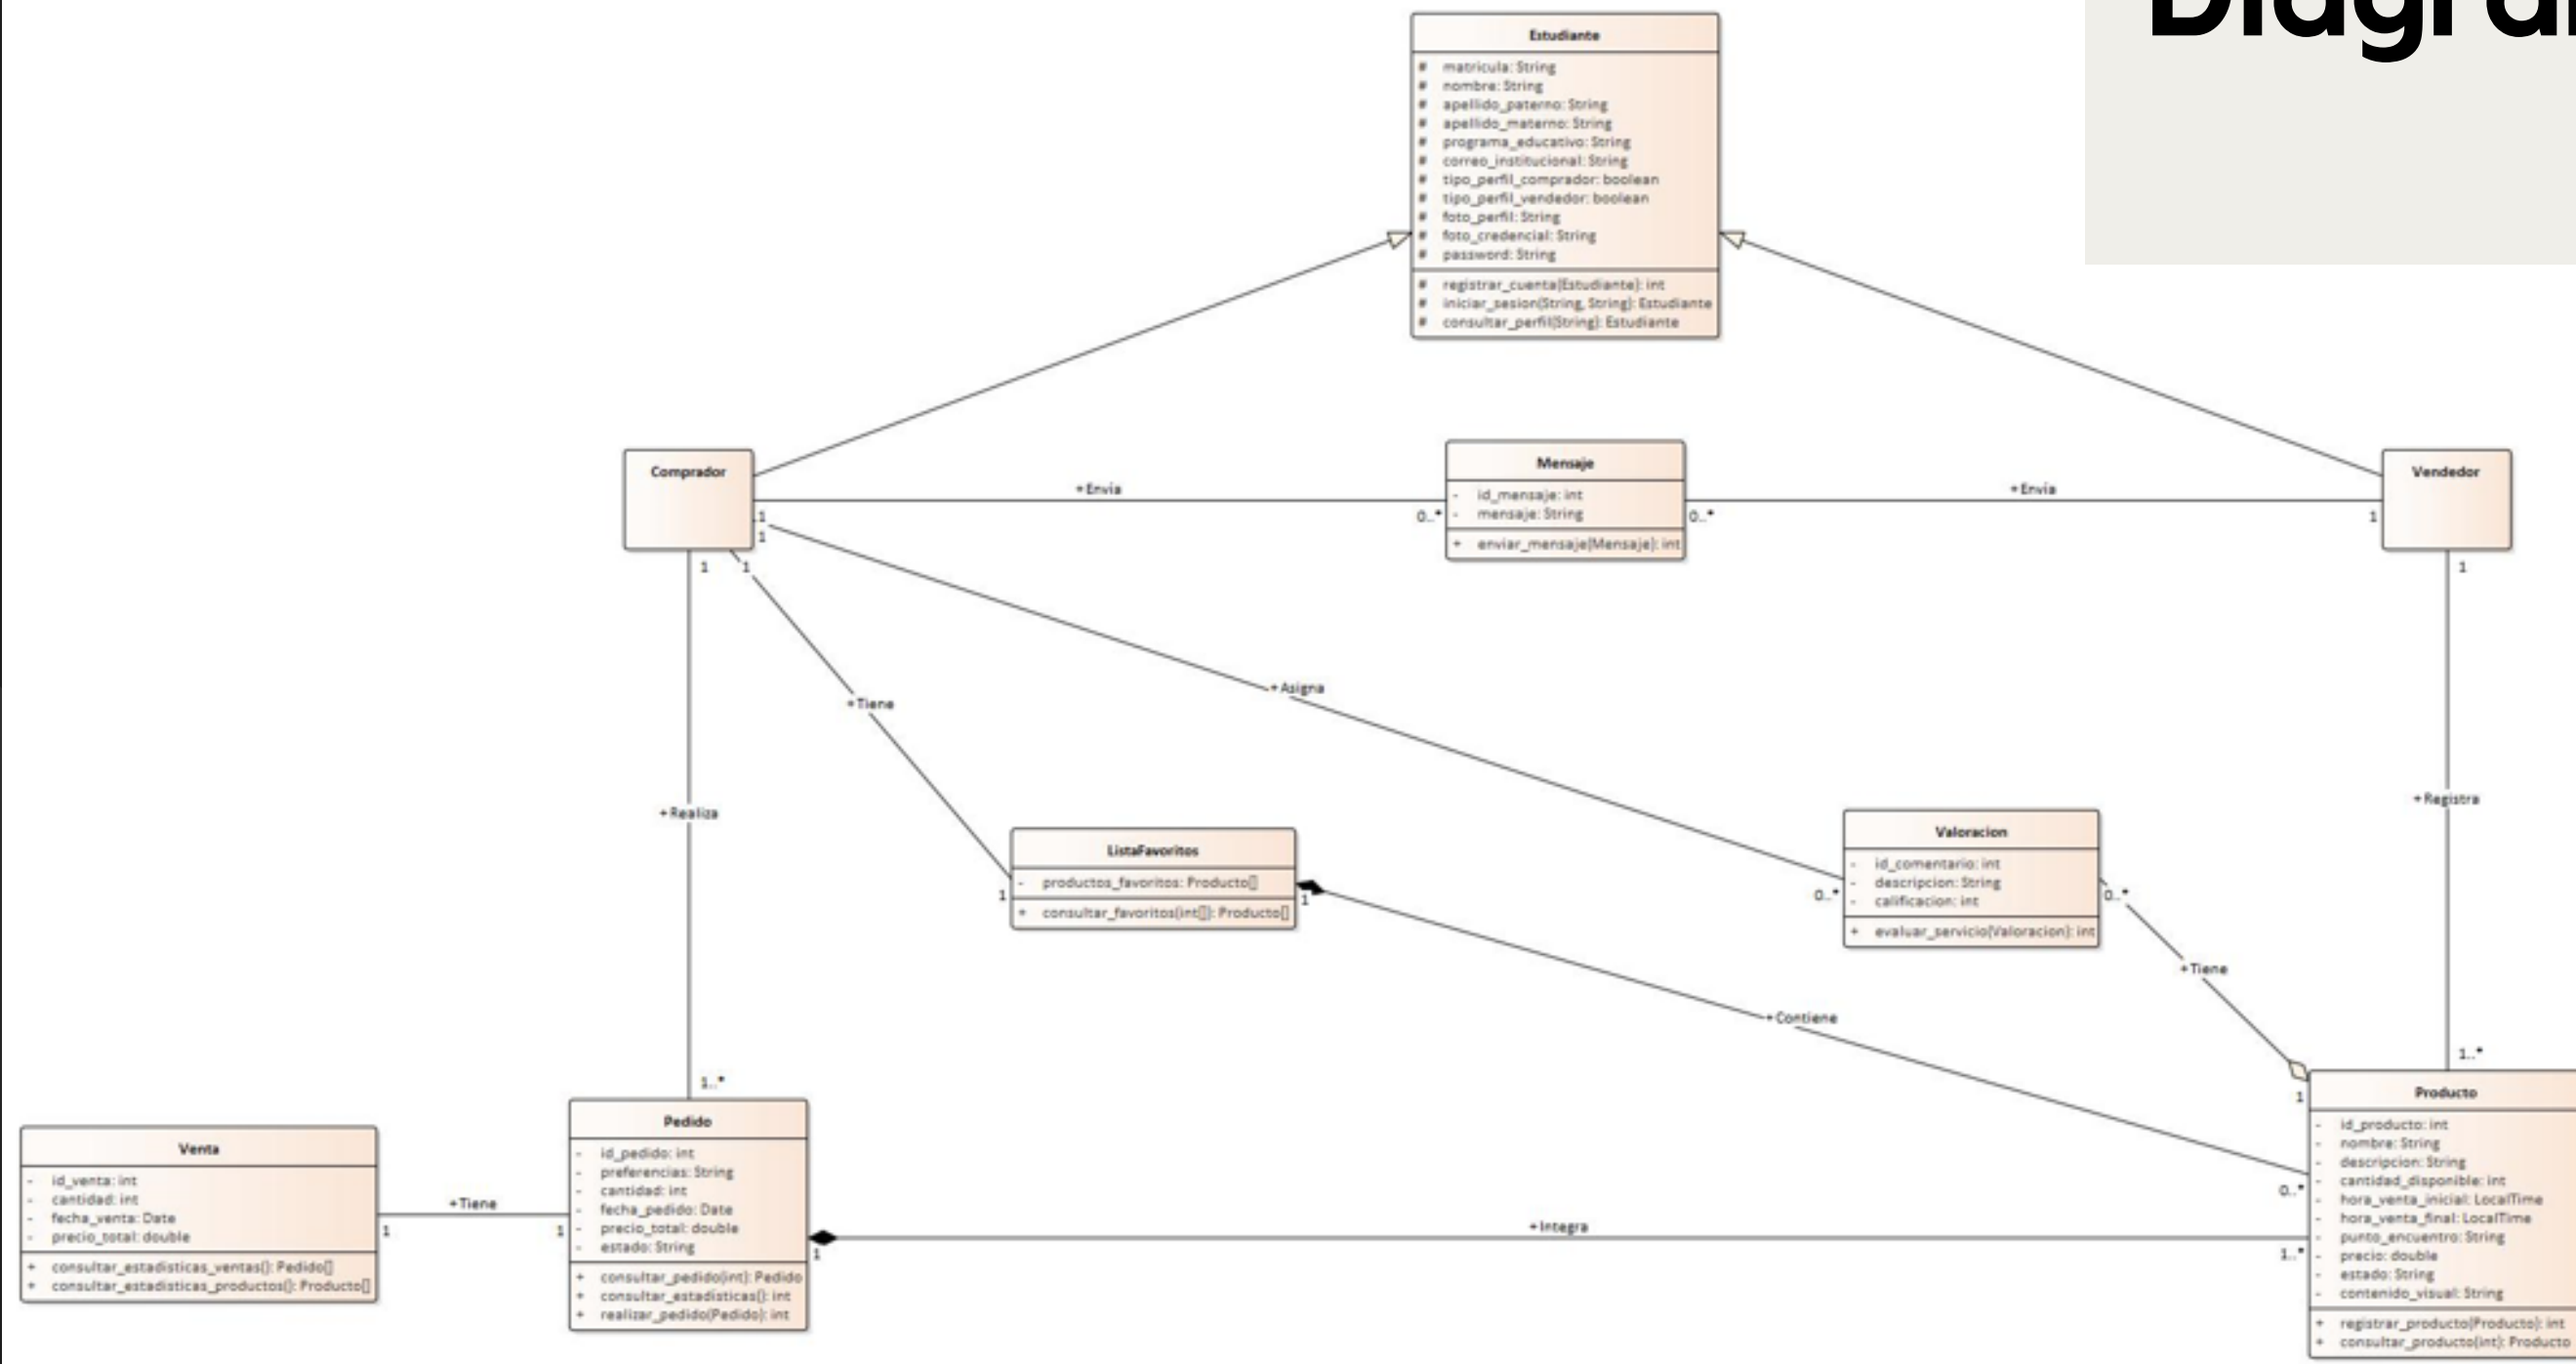 Estudiante
# matricula: String
# nombre: String
# apellido_paterno: String
# apellido_materno: String
# programa_educativo: String
# correo_institucional: String
# tipo_perfil_comprador: boolean
# tipo_perfil_vendedor: boolean
# foto_perfil: String
# foto_credencial: String
# password: String
# registrar_cuenta(Estudiante): int
# iniciar_sesion(String, String): Estudiante
# consultar_perfil(String): Estudiante
Comprador
+Envia
1
1
1
1
0..*
Mensaje
- id_mensaje: int
- mensaje: String
+ enviar_mensaje(Mensaje): int
0..*
+Envia
1
Vendedor
1
+Asigna
+Tiene
+Realiza
+Registra
ListaFavoritos
- productos_favoritos: Producto[]
+ consultar_favoritos(int[]): Producto[]
1
1
Valoracion
- id_comentario: int
- descripcion: String
- calificacion: int
+ evaluar_servicio(Valoracion): int
0..*
0..*
+Tiene
+Contiene
1..*
1..*
1
Venta
- id_venta: int
- cantidad: int
- fecha_venta: Date
- precio_total: double
+ consultar_estadisticas_ventas(): Pedido[]
+ consultar_estadisticas_productos(): Producto[]
+Tiene
1
1
Pedido
- id_pedido: int
- preferencias: String
- cantidad: int
- fecha_pedido: Date
- precio_total: double
- estado: String
+ consultar_pedido(int): Pedido
+ consultar_estadísticas(): int
+ realizar_pedido(Pedido): int
1
+Integra
0..*
1..*
Producto
- id_producto: int
- nombre: String
- descripcion: String
- cantidad_disponible: int
- hora_venta_inicial: LocalTime
- hora_venta_final: LocalTime
- punto_encuentro: String
- precio: double
- estado: String
- contenido_visual: String
+ registrar_producto(Producto): int
+ consultar_producto(int): Producto